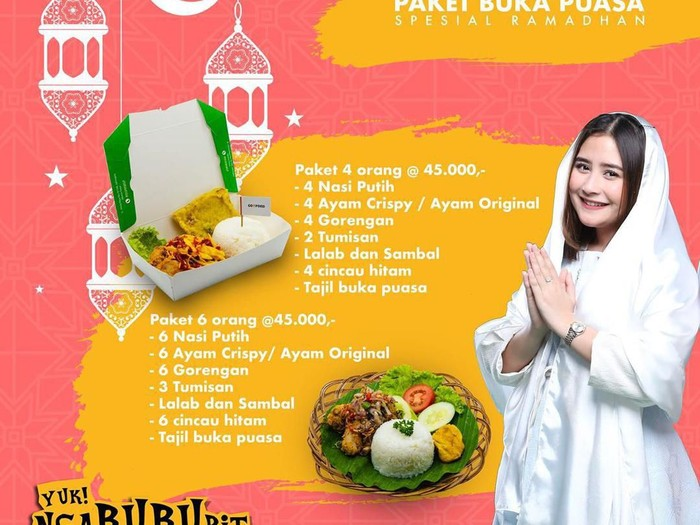 PAKET BUKA PUASA
SPESIAL RAMADHAN
Paket 4 orang @ 45.000,-
- 4 Nasi Putih
- 4 Ayam Crispy / Ayam Original
- 4 Gorengan
- 2 Tumisan
- Lalab dan Sambal
- 4 cincau hitam
- Tajil buka puasa
Paket 6 orang @45.000,-
- 6 Nasi Putih
- 6 Ayam Crispy/ Ayam Original
- 6 Gorengan
- 3 Tumisan
- Lalab dan Sambal
- 6 cincau hitam
- Tajil buka puasa
YUK!
NGABUBURiT